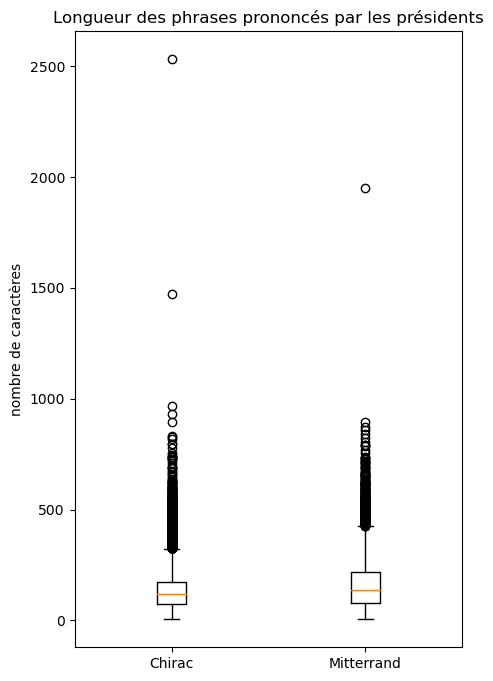 Longueur des phrases prononcés par les présidents
nombre de caractères
2500
2000
1500
1000
500
0
Chirac
Mitterrand